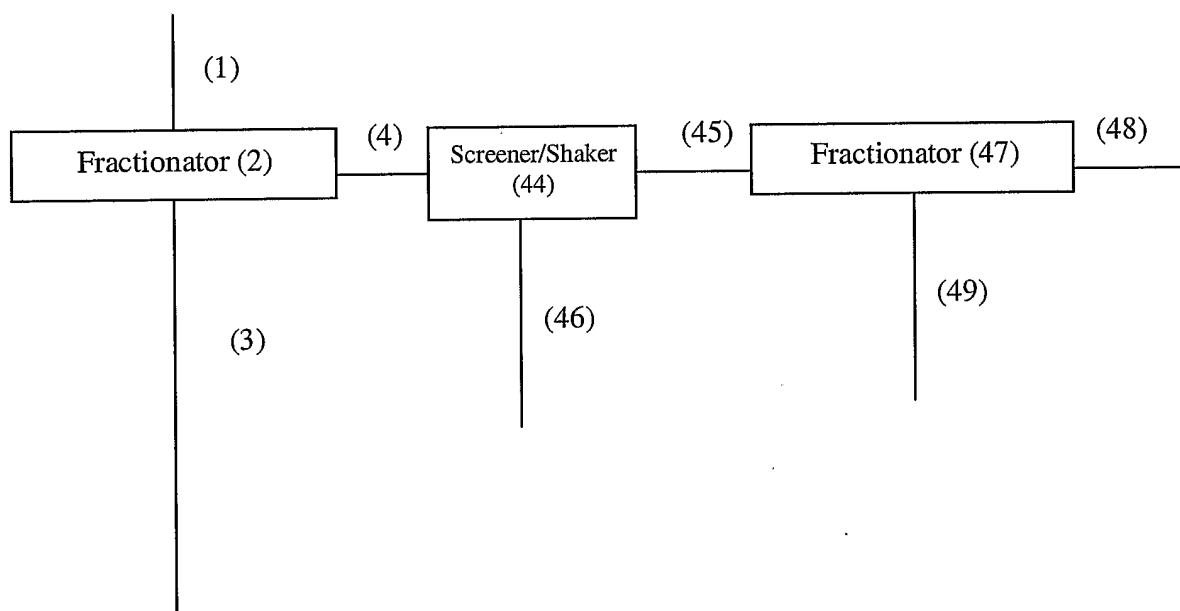 (1)
Fractionator (2)
(4)
Screener/Shaker
(44)
(45)
Fractionator (47)
(48)
(3)
(46)
(49)